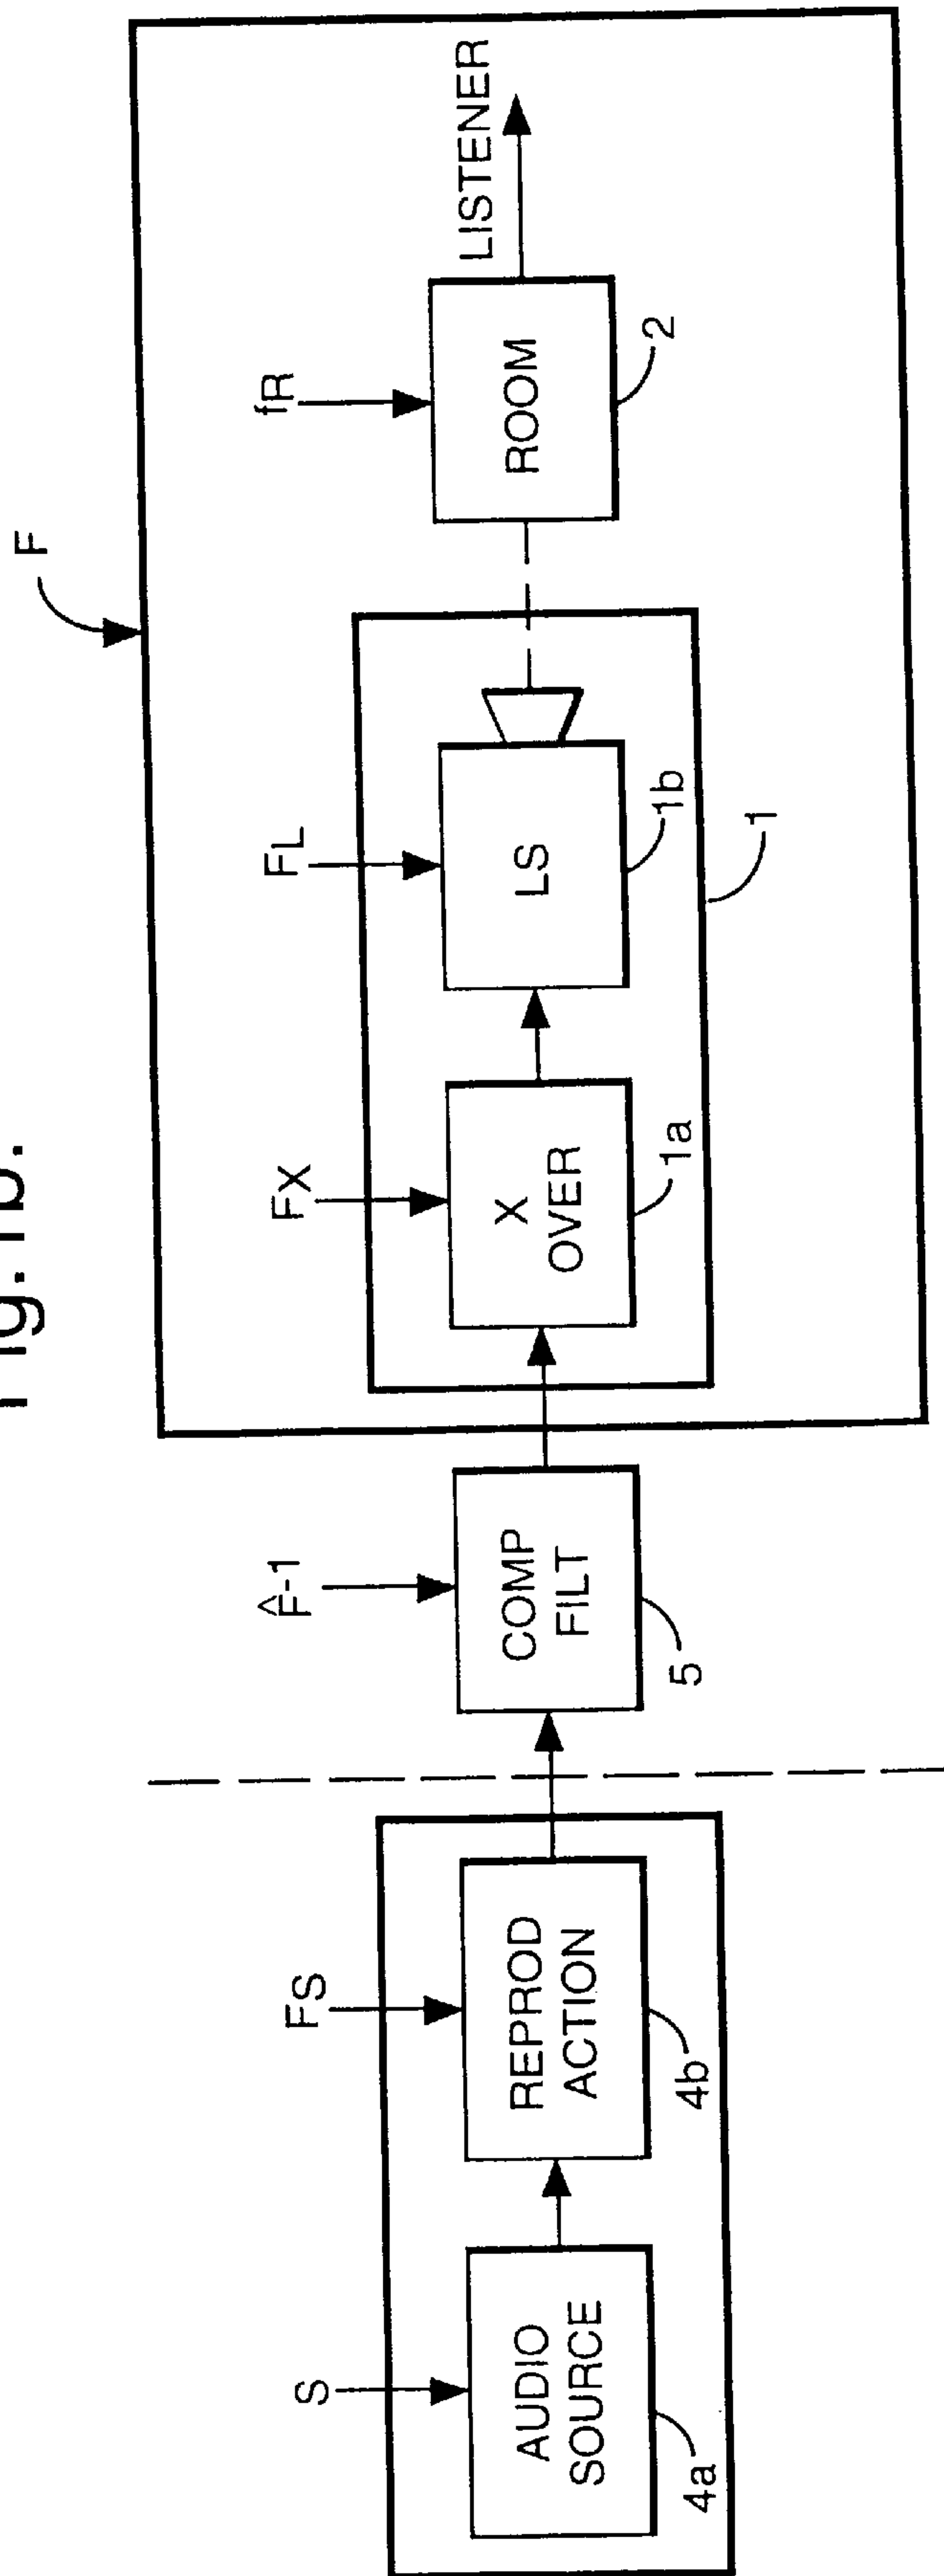 Fig.1b.
F
S
FS
F̂-1
FX
FL
fR
AUDIO
SOURCE
REPROD
ACTION
COMP
FILT
X
OVER
LS
ROOM
LISTENER
4a
4b
5
1a
1b
1
2